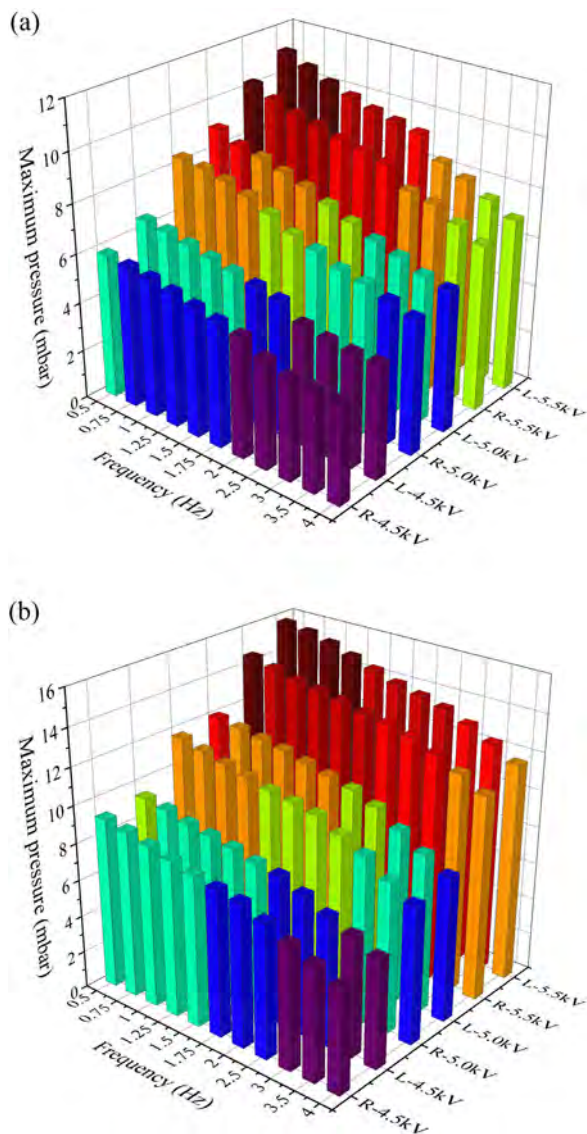 (a)
Maximum pressure (mbar)
12
10
8
6
4
2
0
0.5
0.75
1
1.25
1.5
1.75
2
2.5
3
3.5
4
Frequency (Hz)
L-5.5kV
R-5.5kV
L-5.0kV
R-5.0kV
L-4.5kV
R-4.5kV
(b)
Maximum pressure (mbar)
16
14
12
10
8
6
4
2
0
0.5
0.75
1
1.25
1.5
1.75
2
2.5
3
3.5
4
Frequency (Hz)
L-5.5kV
R-5.5kV
L-5.0kV
R-5.0kV
L-4.5kV
R-4.5kV